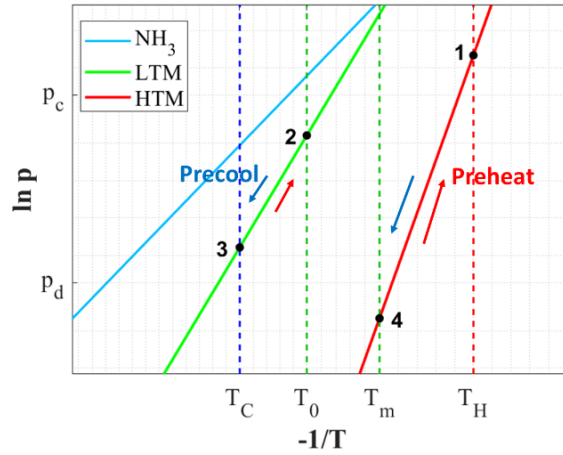 NH3
LTM
HTM
1
pc
2
Precool
Preheat
ln p
3
pd
4
TC
T0
Tm
TH
-1/T